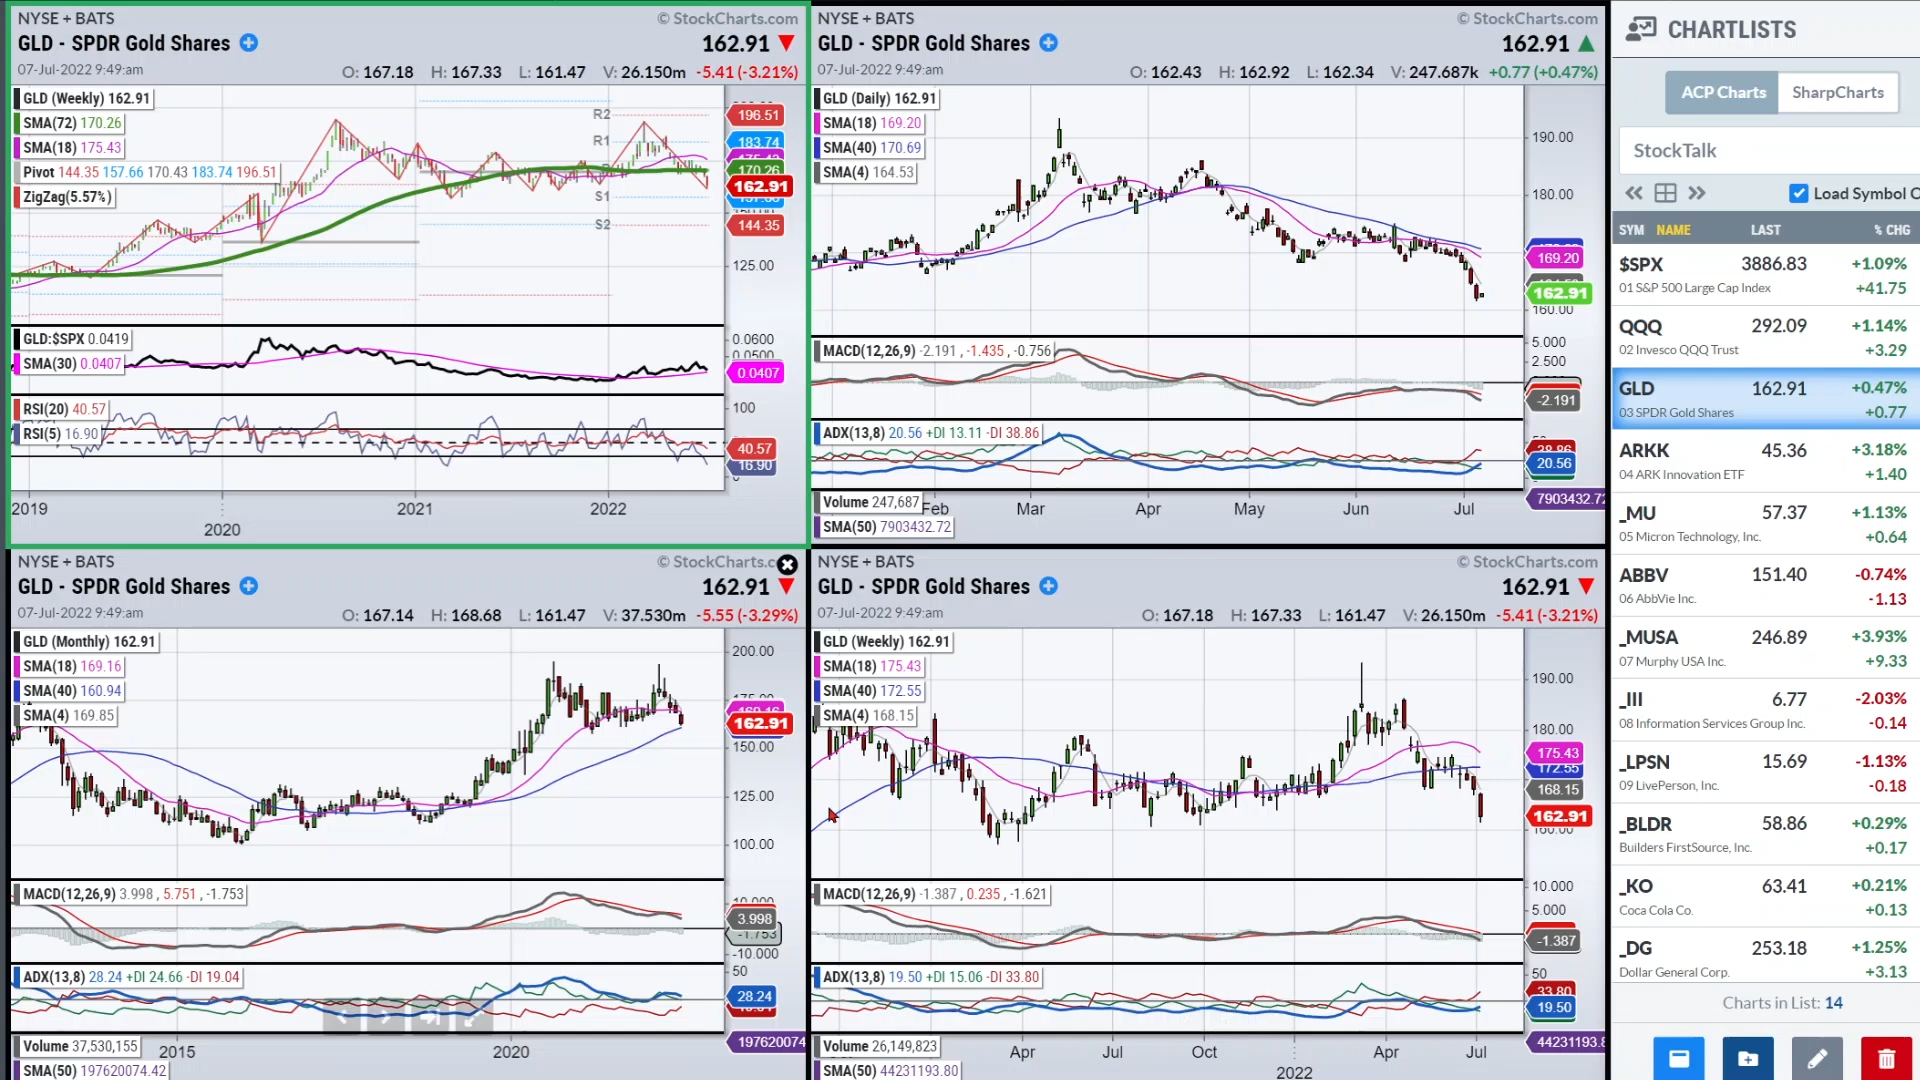 NYSE + BATS
© StockCharts.com
GLD - SPDR Gold Shares
162.91
07-Jul-2022 9:49:am
O: 167.18 H: 167.33 L: 161.47 V: 26.150m -5.41 (-3.21%)
GLD (Weekly) 162.91
SMA(72) 170.26
SMA(18) 175.43
Pivot 144.35 157.66 170.43 183.74 196.51
ZigZag(5.57%)
R2
R1
S1
S2
196.51
183.74
170.26
162.91
144.35
125.00
GLD:$SPX 0.0419
SMA(30) 0.0407
0.0600
0.0407
RSI(20) 40.57
RSI(5) 16.90
100
40.57
16.90
2019
2020
2021
2022
NYSE + BATS
© StockCharts.com
GLD - SPDR Gold Shares
162.91
07-Jul-2022 9:49:am
O: 162.43 H: 162.92 L: 162.34 V: 247.687k +0.77 (+0.47%)
GLD (Daily) 162.91
SMA(18) 169.20
SMA(40) 170.69
SMA(4) 164.53
190.00
180.00
169.20
162.91
160.00
MACD(12,26,9) -2.191 , -1.435 , -0.756
5.000
2.500
-2.191
ADX(13,8) 20.56 +DI 13.11 -DI 38.86
20.56
Volume 247,687
SMA(50) 7903432.72
7903432.72
Feb
Mar
Apr
May
Jun
Jul
NYSE + BATS
© StockCharts.c
GLD - SPDR Gold Shares
162.91
07-Jul-2022 9:49:am
O: 167.14 H: 168.68 L: 161.47 V: 37.530m -5.55 (-3.29%)
GLD (Monthly) 162.91
SMA(18) 169.16
SMA(40) 160.94
SMA(4) 169.85
200.00
162.91
150.00
125.00
100.00
MACD(12,26,9) 3.998 , 5.751 , -1.753
3.998
-1.753
-10.000
ADX(13,8) 28.24 +DI 24.66 -DI 19.04
50
28.24
Volume 37,530,155
SMA(50) 197620074.42
197620074
2015
2020
NYSE + BATS
© StockCharts.com
GLD - SPDR Gold Shares
162.91
07-Jul-2022 9:49:am
O: 167.18 H: 167.33 L: 161.47 V: 26.150m -5.41 (-3.21%)
GLD (Weekly) 162.91
SMA(18) 175.43
SMA(40) 172.55
SMA(4) 168.15
190.00
180.00
175.43
172.55
168.15
162.91
160.00
MACD(12,26,9) -1.387 , 0.235 , -1.621
10.000
5.000
-1.387
ADX(13,8) 19.50 +DI 15.06 -DI 33.80
50
33.80
19.50
Volume 26,149,823
SMA(50) 44231193.80
44231193.8
Apr
Jul
Oct
2022
Apr
Jul
CHARTLISTS
ACP Charts
SharpCharts
StockTalk
Load Symbol O
SYM NAME LAST % CHG
$SPX 3886.83 +1.09%
01 S&P 500 Large Cap Index +41.75
QQQ 292.09 +1.14%
02 Invesco QQQ Trust +3.29
GLD 162.91 +0.47%
03 SPDR Gold Shares +0.77
ARKK 45.36 +3.18%
04 ARK Innovation ETF +1.40
_MU 57.37 +1.13%
05 Micron Technology, Inc. +0.64
ABBV 151.40 -0.74%
06 AbbVie Inc. -1.13
_MUSA 246.89 +3.93%
07 Murphy USA Inc. +9.33
_III 6.77 -2.03%
08 Information Services Group Inc. -0.14
_LPSN 15.69 -1.13%
09 LivePerson, Inc. -0.18
_BLDR 58.86 +0.29%
Builders FirstSource, Inc. +0.17
_KO 63.41 +0.21%
Coca Cola Co. +0.13
_DG 253.18 +1.25%
Dollar General Corp. +3.13
Charts in List: 14